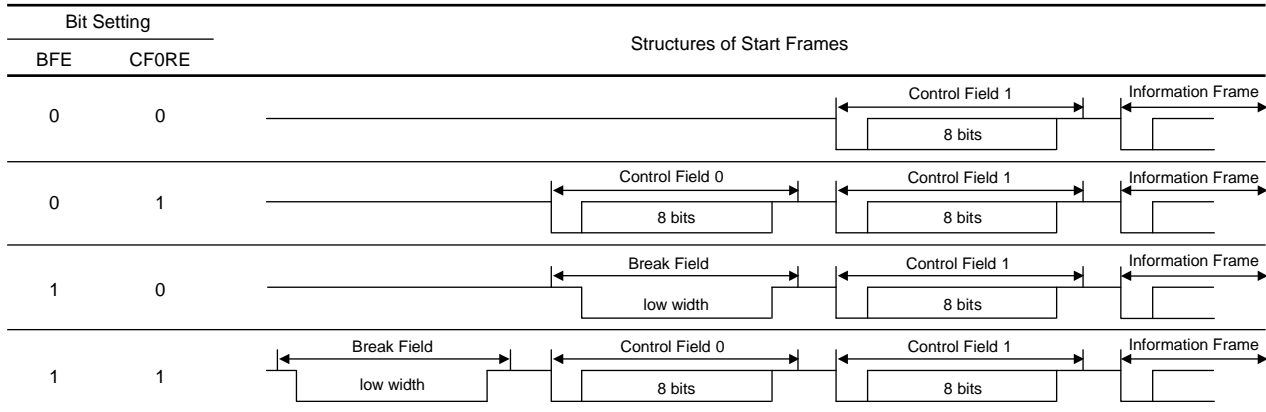 Bit Setting
Structures of Start Frames
BFE CF0RE
Control Field 1 Information Frame
0 0
8 bits
Control Field 0 Control Field 1 Information Frame
0 1
8 bits 8 bits
Break Field Control Field 1 Information Frame
1 0
low width 8 bits
Break Field Control Field 0 Control Field 1 Information Frame
1 1
low width 8 bits 8 bits